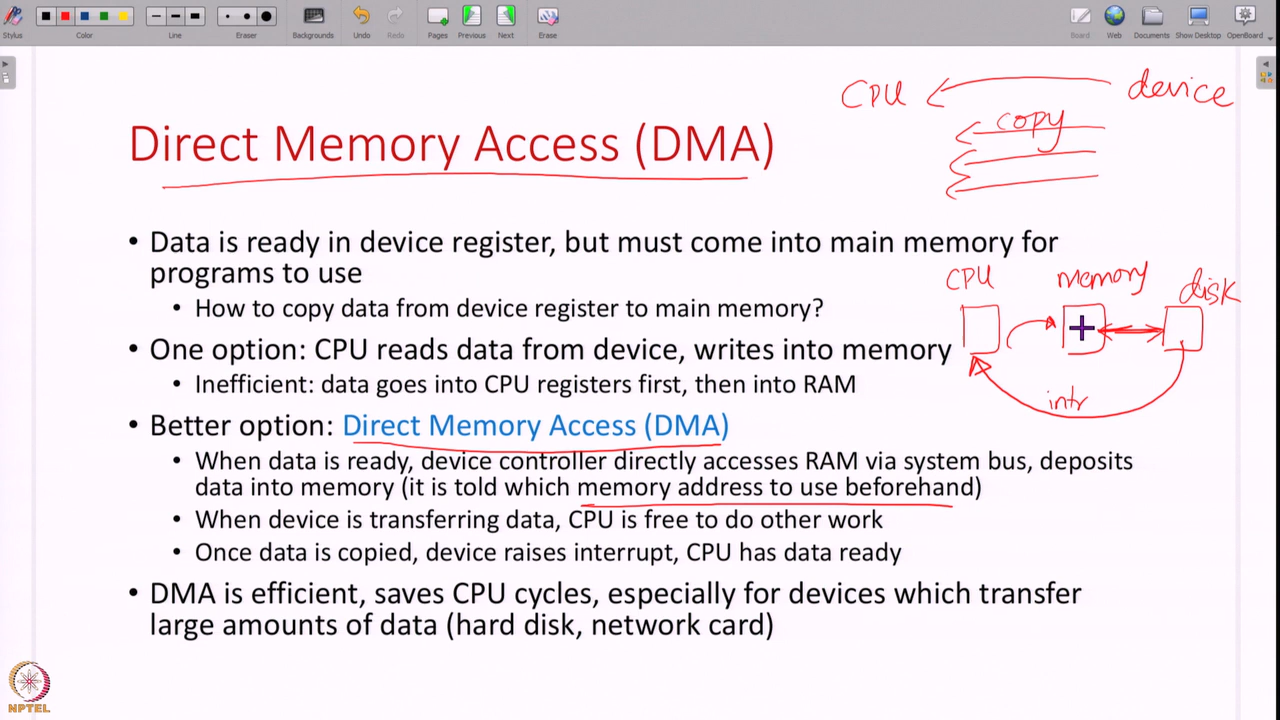 Stylus
Color
Line
Eraser
Backgrounds
Undo
Redo
Pages
Previous
Next
Erase
Board
Web
Documents
Show Desktop
OpenBoard
CPU
device
copy
Direct Memory Access (DMA)
• Data is ready in device register, but must come into main memory for
programs to use
• How to copy data from device register to main memory?
CPU
memory
disk
• One option: CPU reads data from device, writes into memory
• Inefficient: data goes into CPU registers first, then into RAM
intr
• Better option: Direct Memory Access (DMA)
• When data is ready, device controller directly accesses RAM via system bus, deposits
data into memory (it is told which memory address to use beforehand)
• When device is transferring data, CPU is free to do other work
• Once data is copied, device raises interrupt, CPU has data ready
• DMA is efficient, saves CPU cycles, especially for devices which transfer
large amounts of data (hard disk, network card)
NPTEL